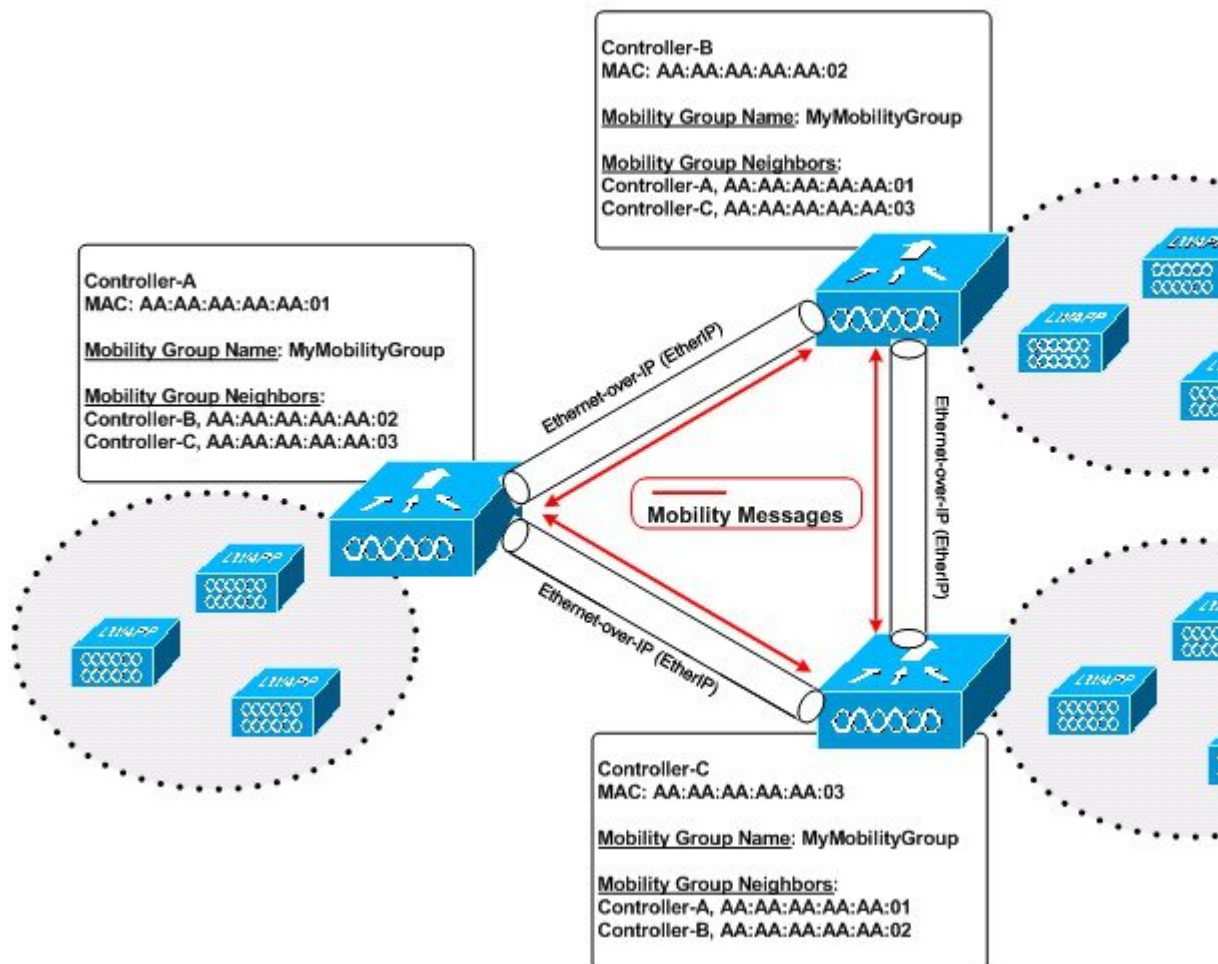 Controller-B
MAC: AA:AA:AA:AA:AA:02
Mobility Group Name: MyMobilityGroup
Mobility Group Neighbors:
Controller-A, AA:AA:AA:AA:AA:01
Controller-C, AA:AA:AA:AA:AA:03
Controller-A
MAC: AA:AA:AA:AA:AA:01
Mobility Group Name: MyMobilityGroup
Mobility Group Neighbors:
Controller-B, AA:AA:AA:AA:AA:02
Controller-C, AA:AA:AA:AA:AA:03
Ethernet-over-IP (EtherIP)
Ethernet-over-IP (EtherIP)
Ethernet-over-IP (EtherIP)
Mobility Messages
LWAPP
LWAPP
LWAPP
LWAPP
LWAPP
LWAPP
Controller-C
MAC: AA:AA:AA:AA:AA:03
Mobility Group Name: MyMobilityGroup
Mobility Group Neighbors:
Controller-A, AA:AA:AA:AA:AA:01
Controller-B, AA:AA:AA:AA:AA:02